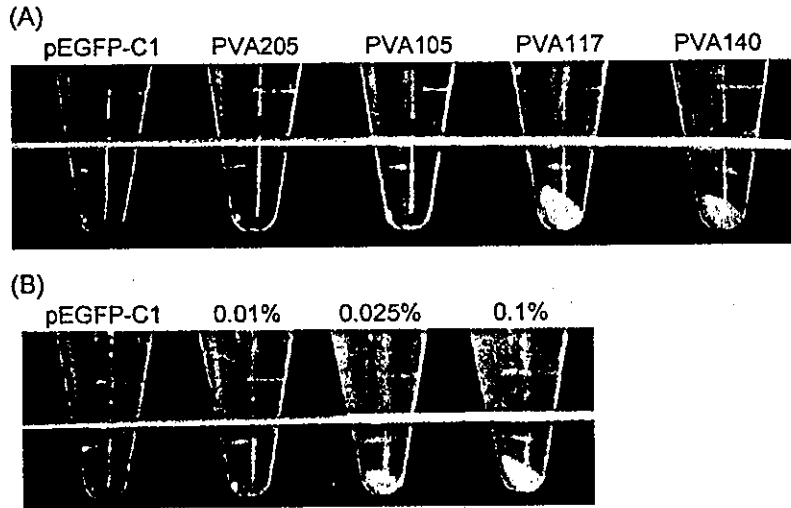 (A)
pEGFP-C1 PVA205 PVA105 PVA117 PVA140
(B)
pEGFP-C1 0.01% 0.025% 0.1%